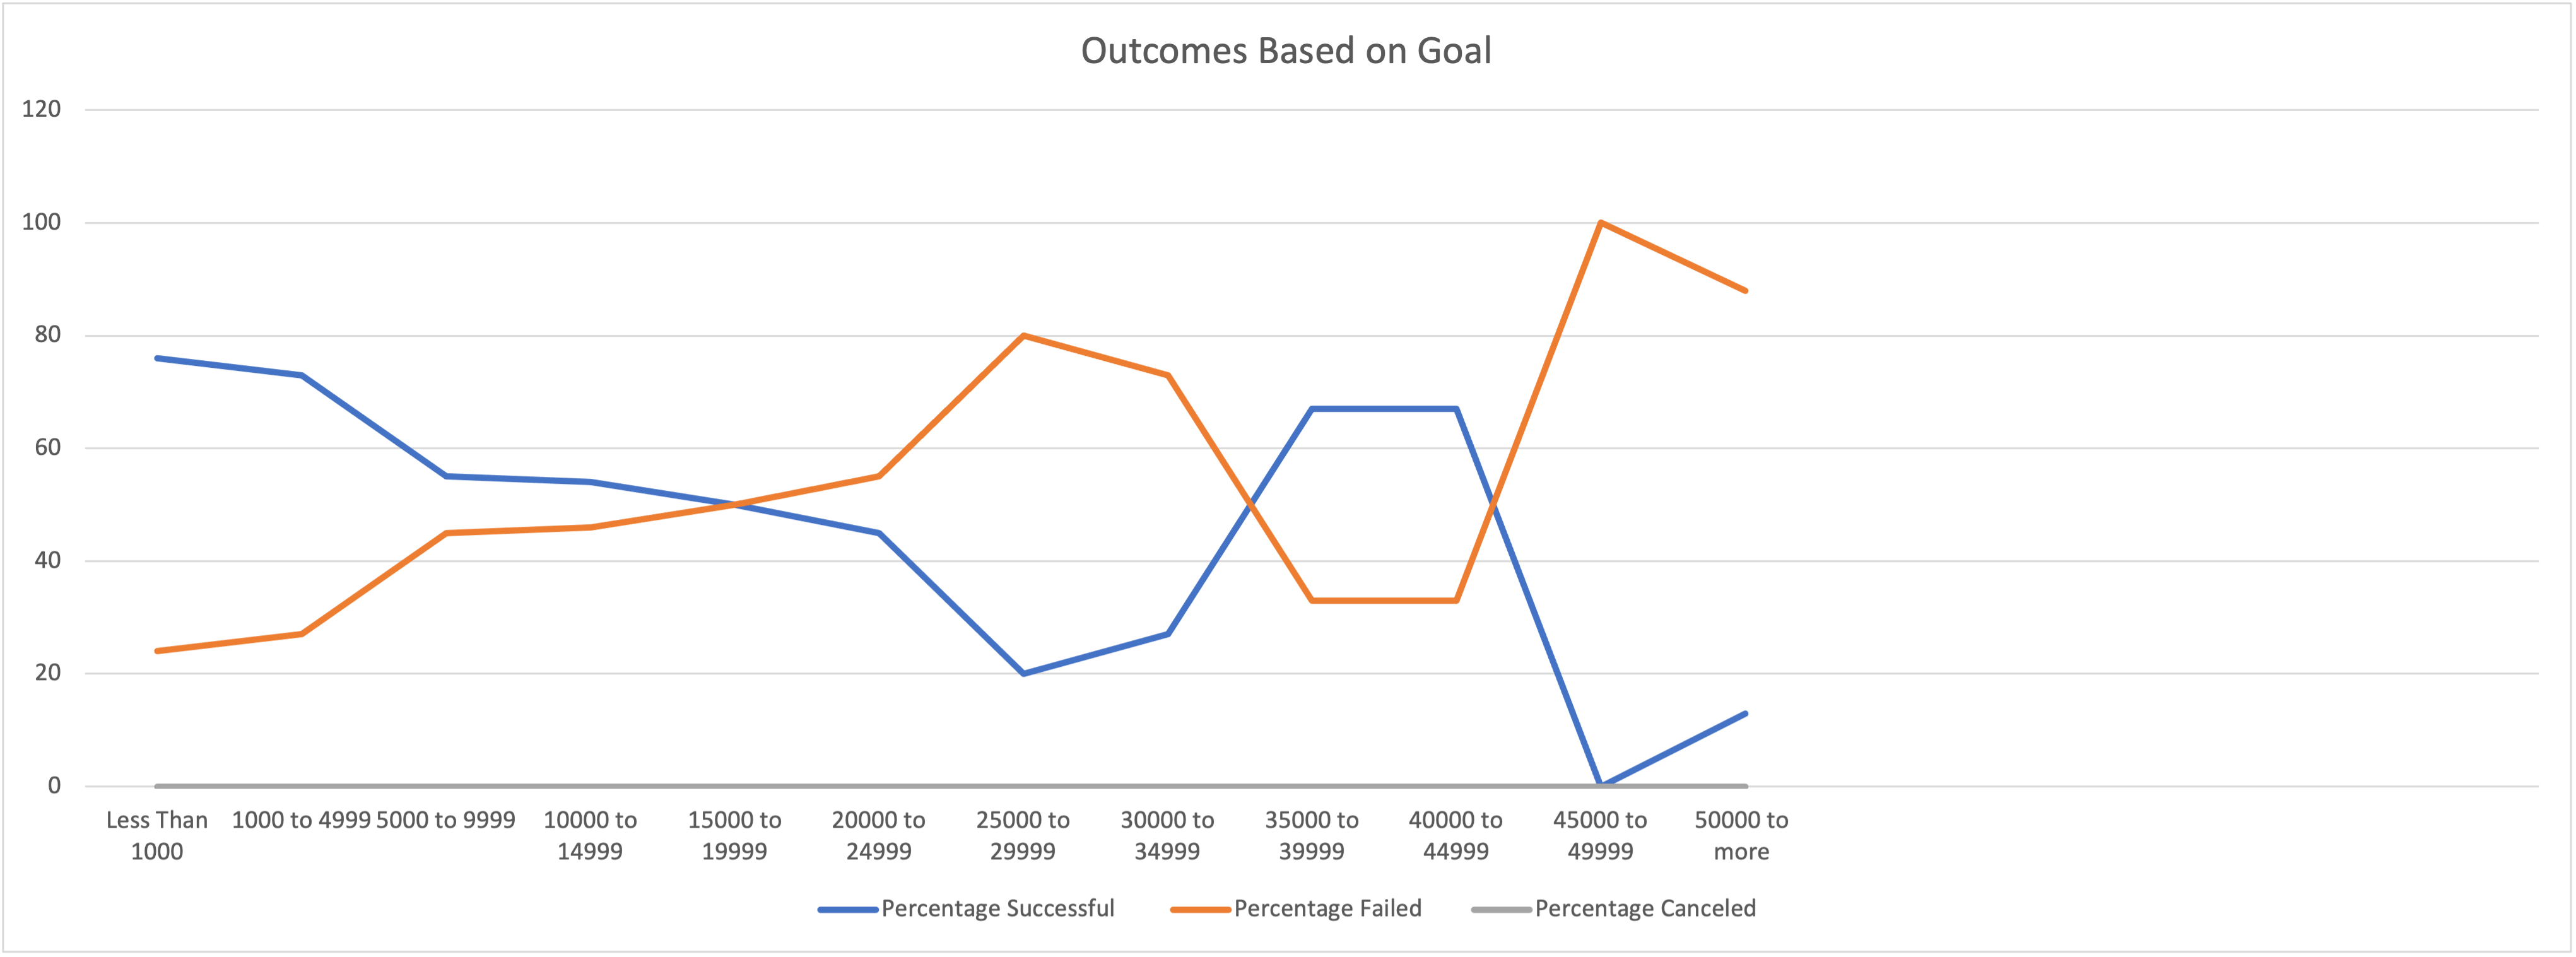 Outcomes Based on Goal
120
100
80
60
40
20
0
Less Than 1000
1000 to 4999
5000 to 9999
10000 to 14999
15000 to 19999
20000 to 24999
25000 to 29999
30000 to 34999
35000 to 39999
40000 to 44999
45000 to 49999
50000 to more
Percentage Successful
Percentage Failed
Percentage Canceled